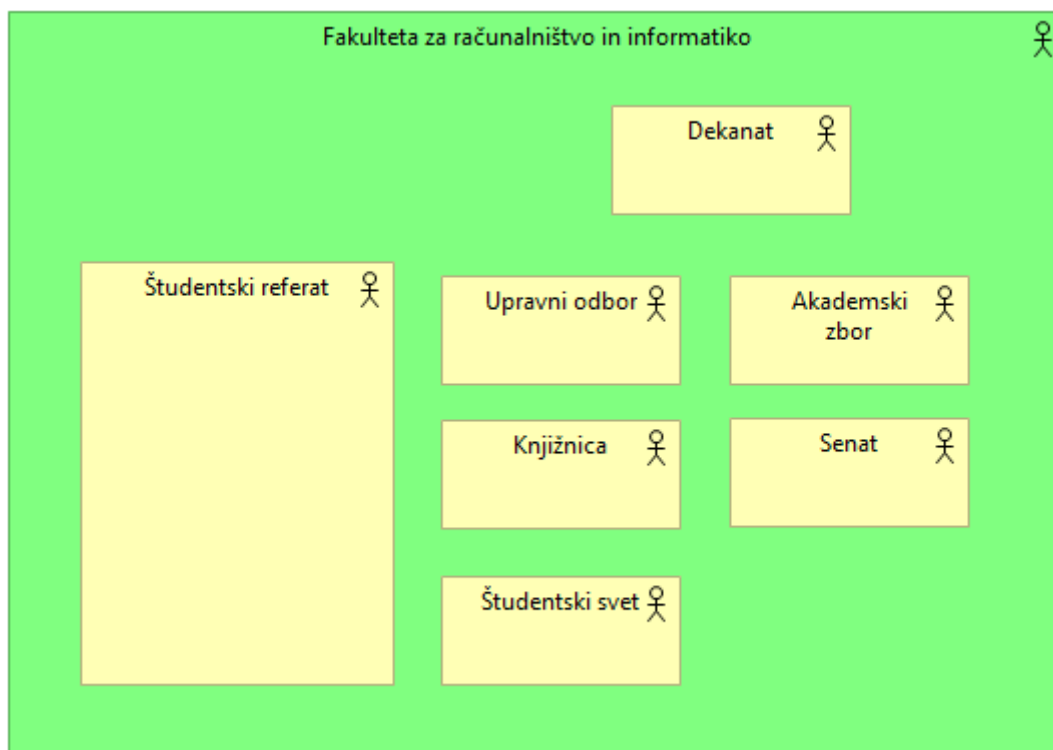 Fakulteta za računalništvo in informatiko
Dekanat
Študentski referat
Upravni odbor
Akademski
zbor
Knjižnica
Senat
Študentski svet